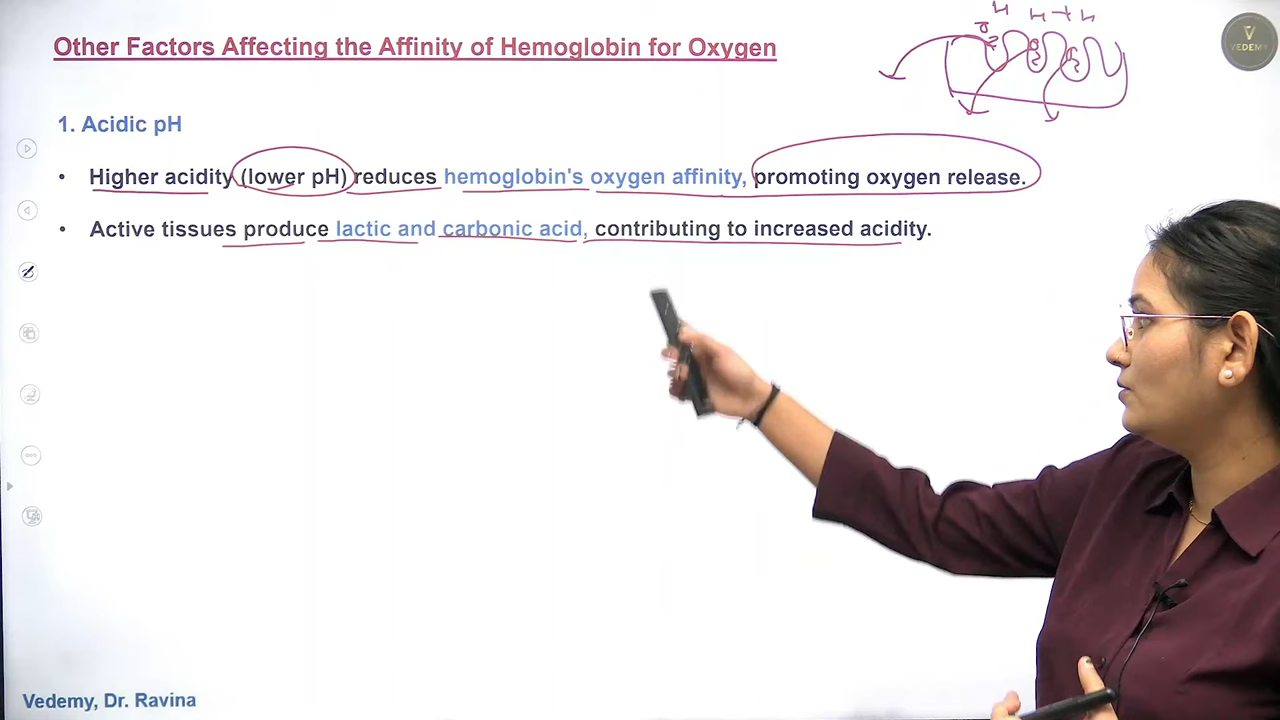 Other Factors Affecting the Affinity of Hemoglobin for Oxygen
VEDEMY
1. Acidic pH
• Higher acidity (lower pH) reduces hemoglobin's oxygen affinity, promoting oxygen release.
• Active tissues produce lactic and carbonic acid, contributing to increased acidity.
Vedemy, Dr. Ravina